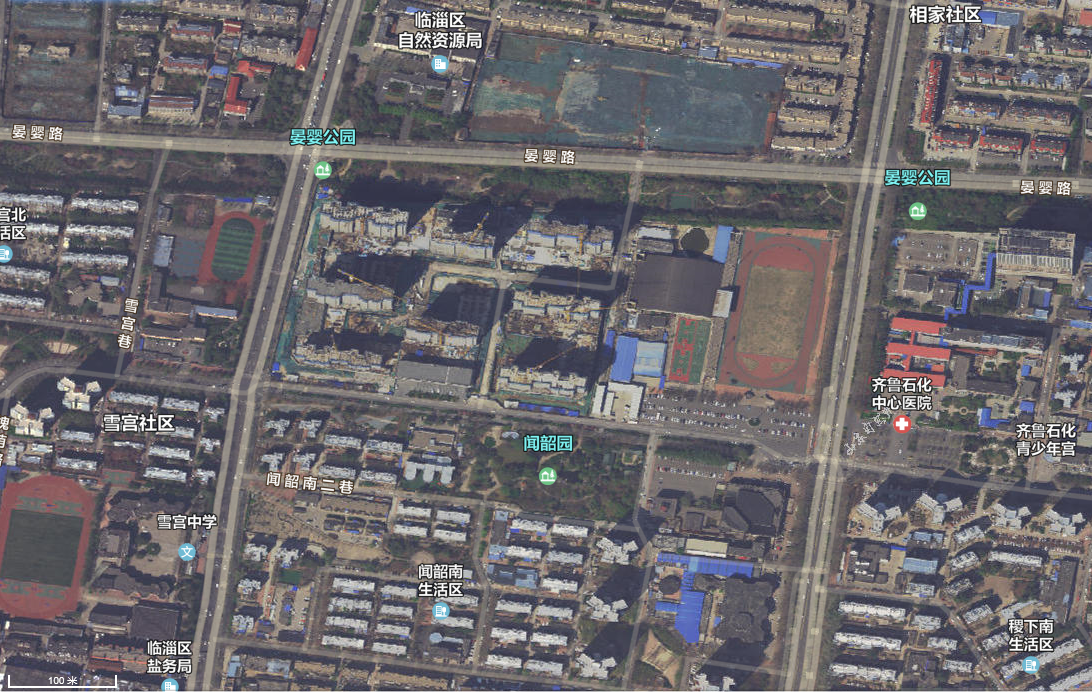 临淄区
自然资源局
相家社区
晏婴路
晏婴公园
晏婴路
晏婴公园
晏婴路
宫北
活区
雪宫巷
齐鲁石化
中心医院
雪宫社区
闻韶园
齐鲁石化
青少年宫
闻韶南二巷
雪宫中学
文
闻韶南
生活区
稷下南
生活区
临淄区
盐务局
100 米